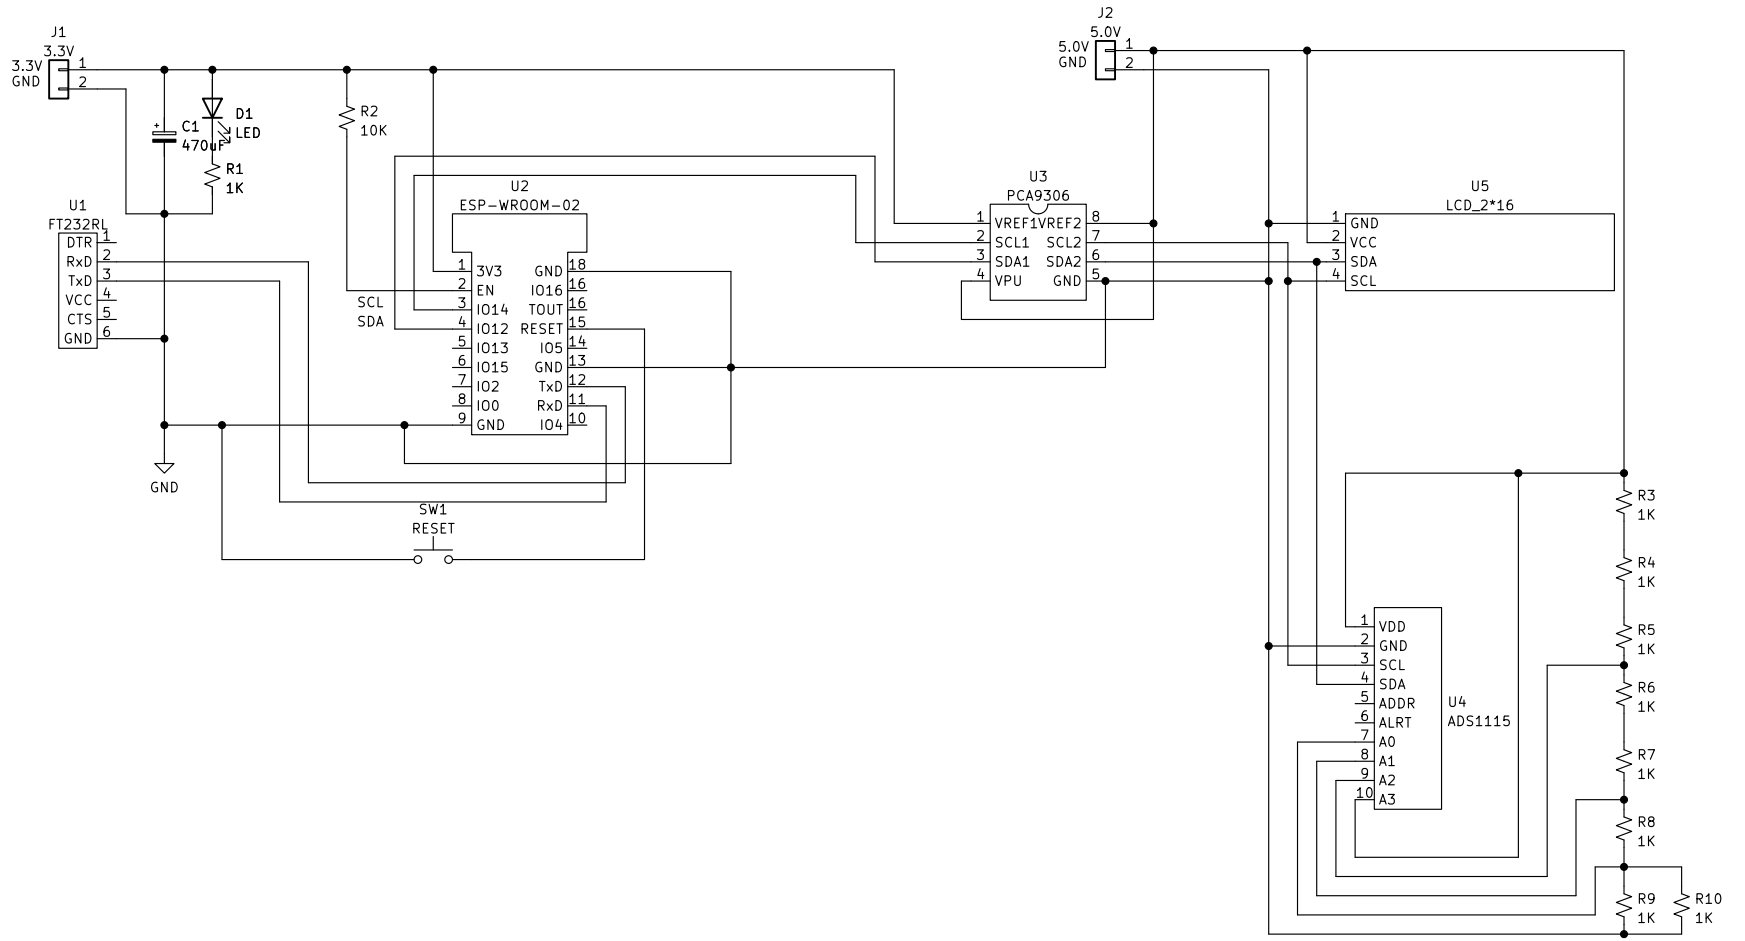 J1
3.3V
3.3V 1
GND 2
C1
470uF
D1
LED
R1
1K
R2
10K
U1
FT232RL
DTR 1
RxD 2
TxD 3
VCC 4
CTS 5
GND 6
GND
U2
ESP-WROOM-02
1 3V3 GND 18
2 EN IO16 16
SCL 3 IO14 TOUT 16
SDA 4 IO12 RESET 15
5 IO13 IO5 14
6 IO15 GND 13
7 IO2 TxD 12
8 IO0 RxD 11
9 GND IO4 10
SW1
RESET
J2
5.0V
5.0V 1
GND 2
U3
PCA9306
1 VREF1 VREF2 8
2 SCL1 SCL2 7
3 SDA1 SDA2 6
4 VPU GND 5
U5
LCD_2*16
1 GND
2 VCC
3 SDA
4 SCL
U4
ADS1115
1 VDD
2 GND
3 SCL
4 SDA
5 ADDR
6 ALRT
7 A0
8 A1
9 A2
10 A3
R3
1K
R4
1K
R5
1K
R6
1K
R7
1K
R8
1K
R9
1K
R10
1K